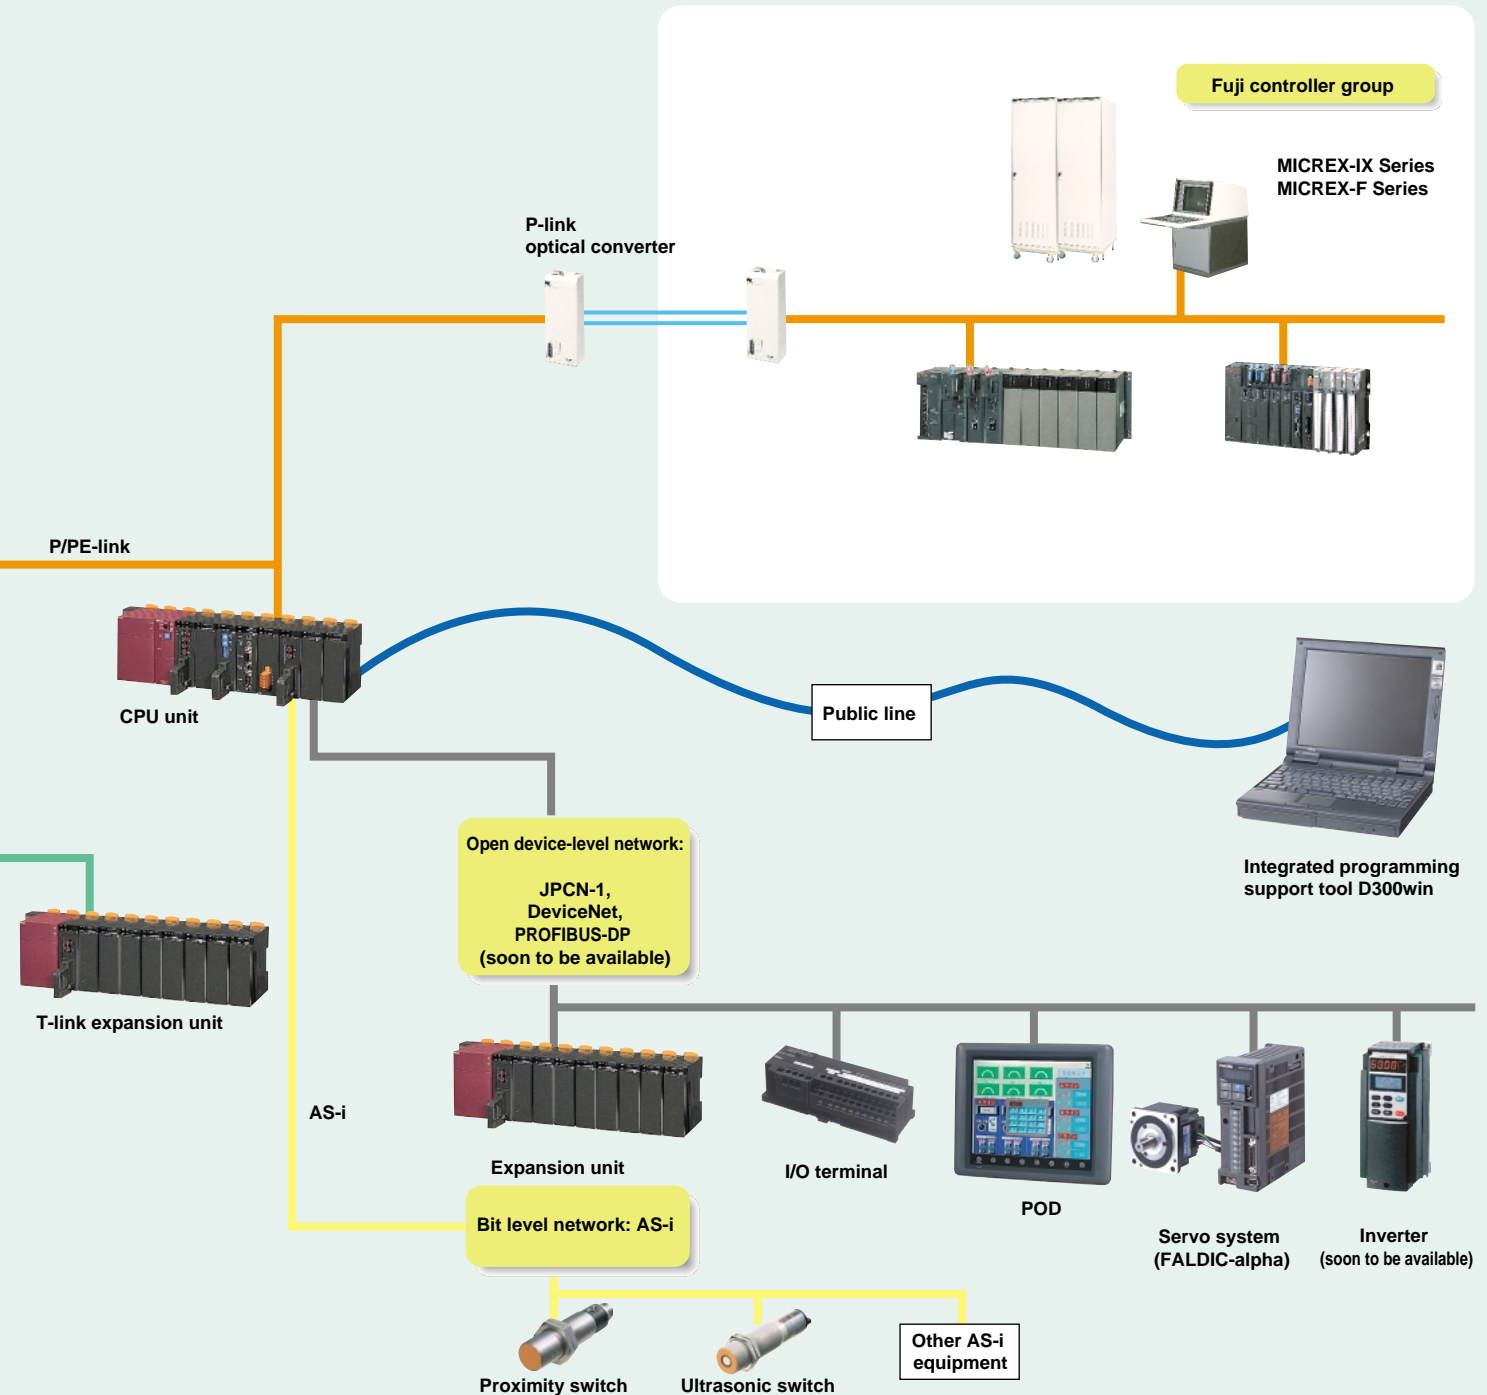 Fuji controller group
MICREX-IX Series
MICREX-F Series
P-link
optical converter
P/PE-link
CPU unit
Public line
Integrated programming
support tool D300win
Open device-level network:
JPCN-1,
DeviceNet,
PROFIBUS-DP
(soon to be available)
T-link expansion unit
AS-i
Expansion unit
I/O terminal
POD
Servo system
(FALDIC-alpha)
Inverter
(soon to be available)
Bit level network: AS-i
Proximity switch
Ultrasonic switch
Other AS-i
equipment